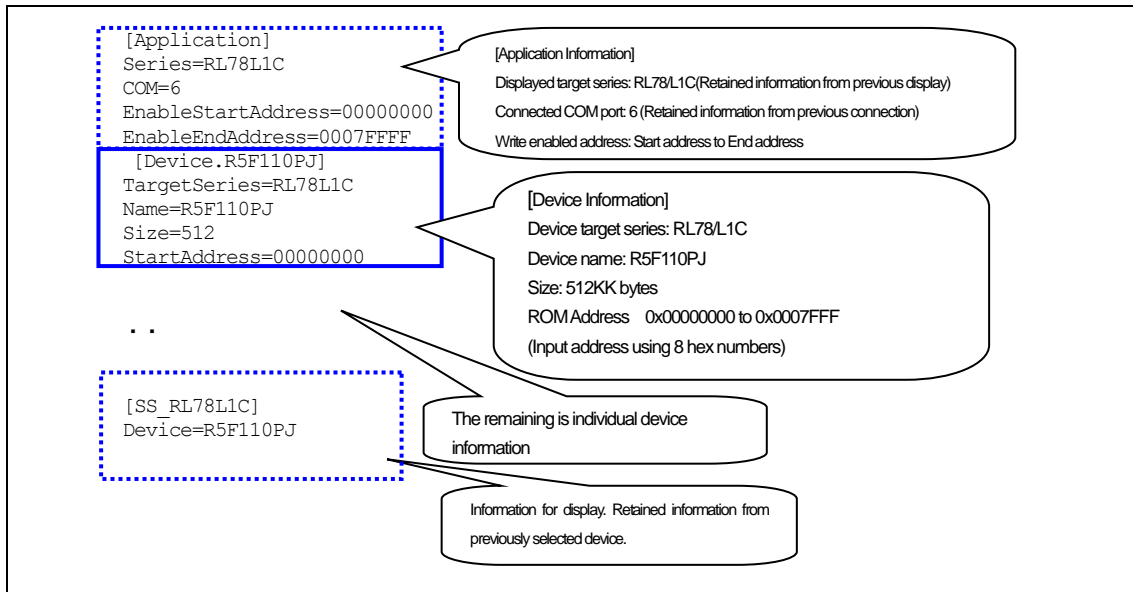 [Application]
Series=RL78L1C
COM=6
EnableStartAddress=00000000
EnableEndAddress=0007FFFF
[Application Information]
Displayed target series: RL78/L1C(Retained information from previous display)
Connected COM port: 6 (Retained information from previous connection)
Write enabled address: Start address to End address
[Device.R5F110PJ]
TargetSeries=RL78L1C
Name=R5F110PJ
Size=512
StartAddress=00000000
[Device Information]
Device target series: RL78/L1C
Device name: R5F110PJ
Size: 512KK bytes
ROM Address 0x00000000 to 0x0007FFF
(Input address using 8 hex numbers)
. .
The remaining is individual device
information
[SS_RL78L1C]
Device=R5F110PJ
Information for display. Retained information from
previously selected device.